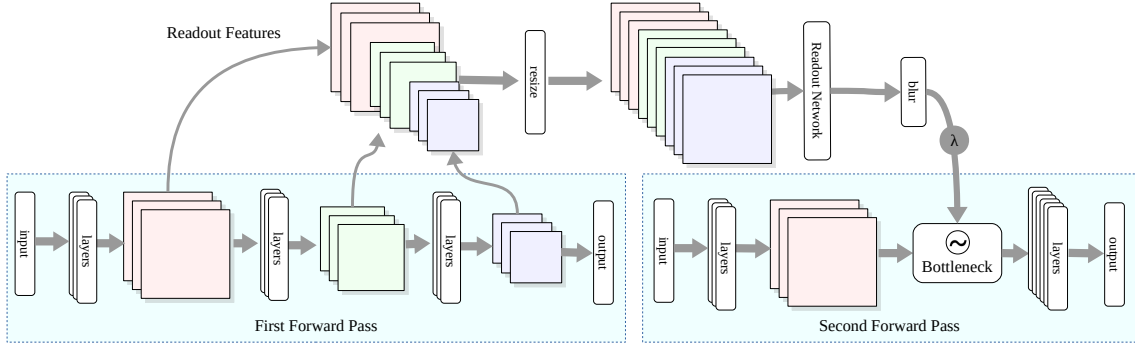 Readout Features
resize
Readout Network
blur
λ
input
layers
layers
layers
output
First Forward Pass
input
layers
~
Bottleneck
layers
output
Second Forward Pass